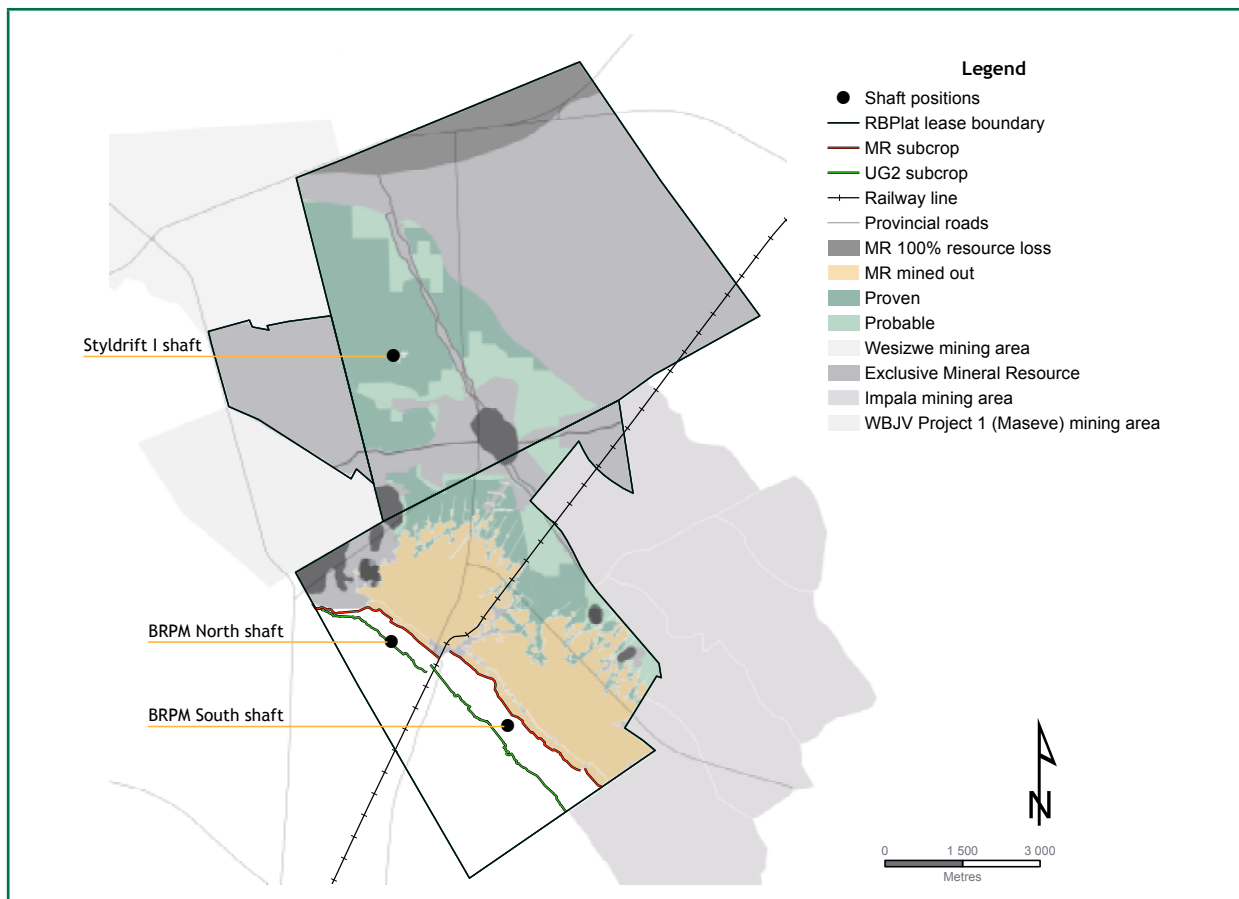 Legend
Shaft positions
RBPlat lease boundary
MR subcrop
UG2 subcrop
Railway line
Provincial roads
MR 100% resource loss
MR mined out
Proven
Probable
Wesizwe mining area
Exclusive Mineral Resource
Impala mining area
WBJV Project 1 (Maseve) mining area
Styldrift I shaft
BRPM North shaft
BRPM South shaft
N
0 1 500 3 000
Metres